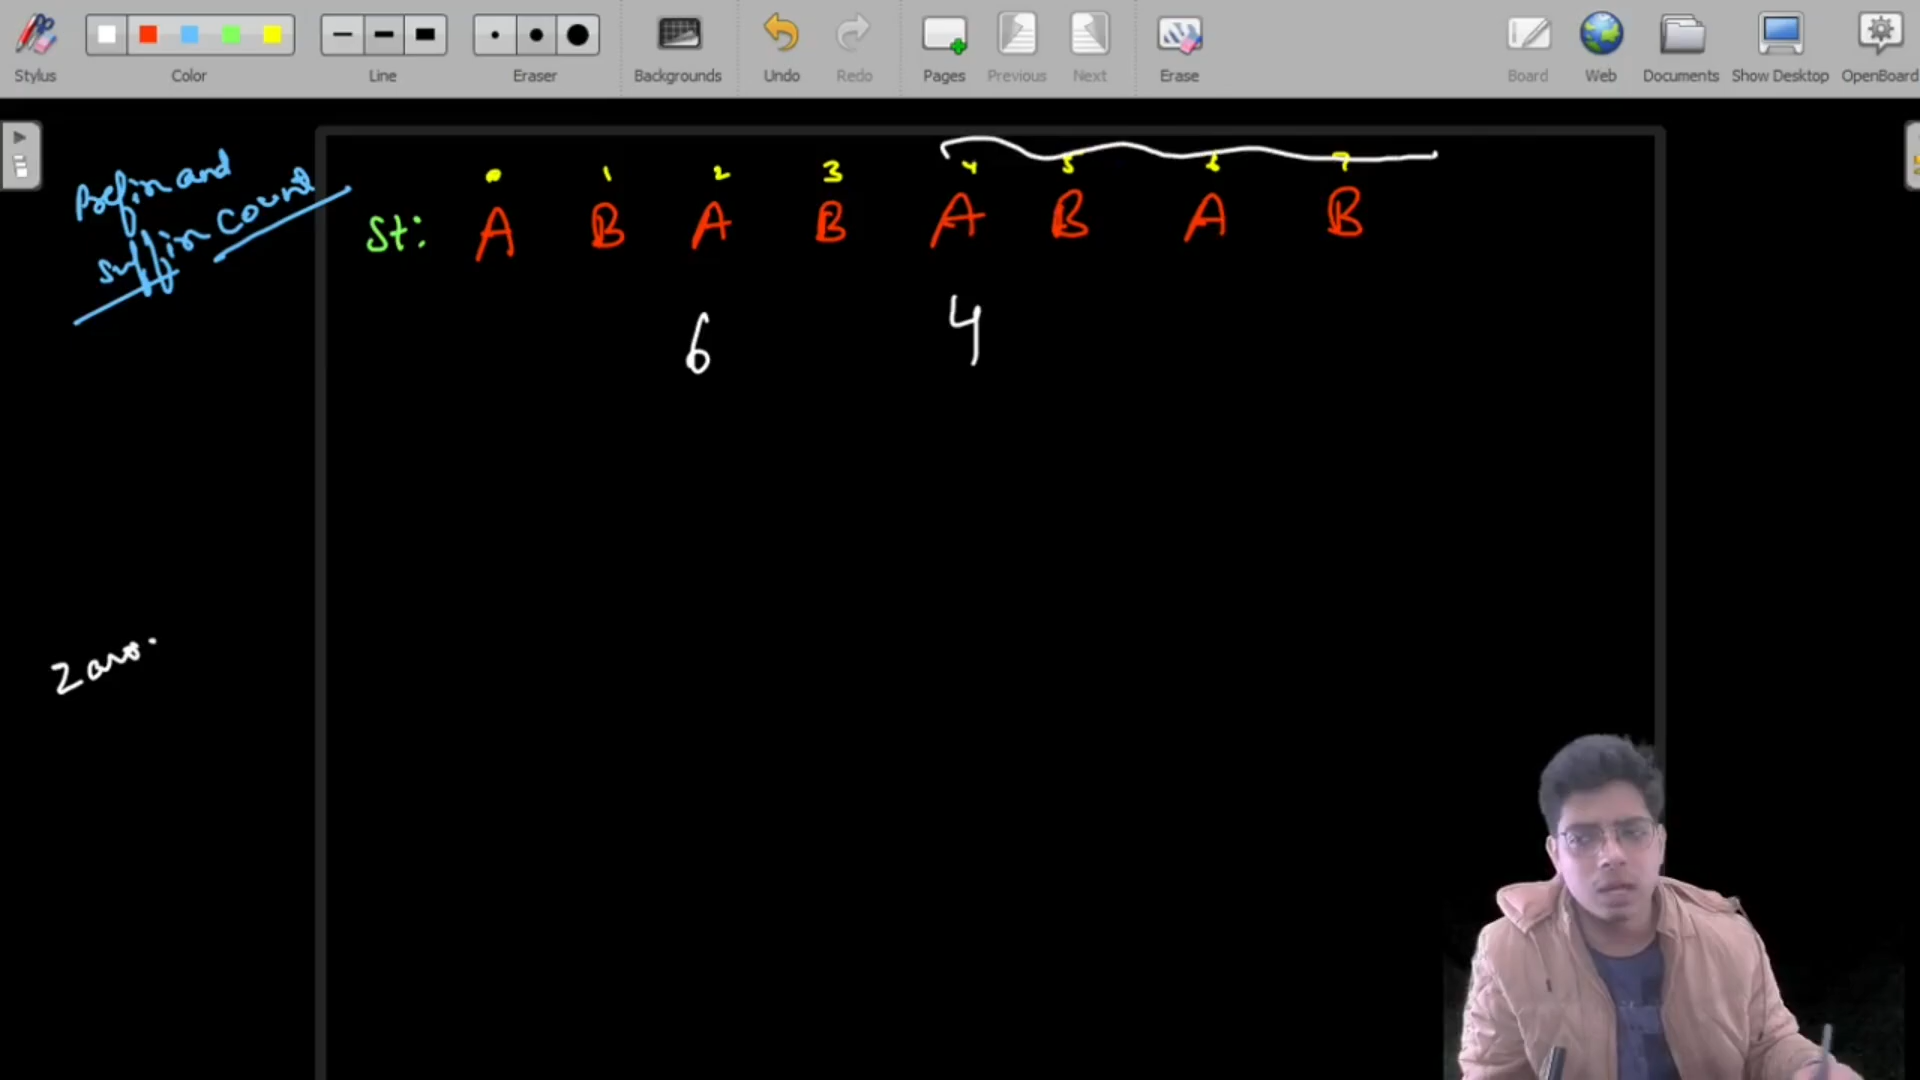 Stylus Color Line Eraser Backgrounds Undo Redo Pages Previous Next Erase Board Web Documents Show Desktop OpenBoard
Prefix and
suffix count
0 1 2 3 4 5 6 7
St: A B A B A B A B
6 4
Z arr.